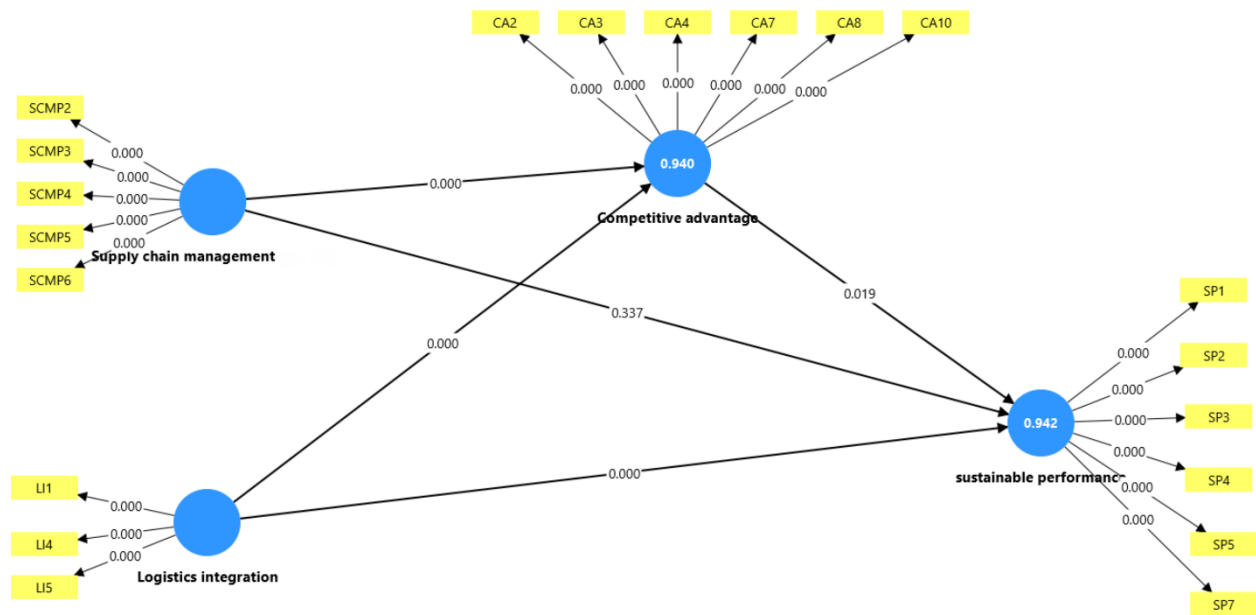 CA2 CA3 CA4 CA7 CA8 CA10
0.000 0.000 0.000 0.000 0.000 0.000
SCMP2
0.000
SCMP3
0.000
SCMP4
0.000
SCMP5
0.000
SCMP6
0.000
Supply chain management
0.940
Competitive advantage
0.000
0.337
0.019
0.000
0.000
LI1
0.000
LI4
0.000
LI5
0.000
Logistics integration
0.942
sustainable performance
SP1
0.000
SP2
0.000
SP3
0.000
SP4
0.000
SP5
0.000
SP7
0.000